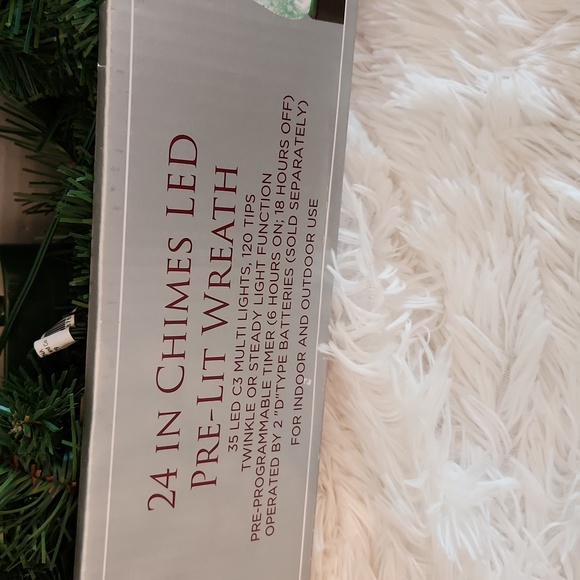 24 IN CHIMES LED
PRE-LIT WREATH
35 LED C3 MULTI LIGHTS, 120 TIPS
TWINKLE OR STEADY LIGHT FUNCTION
PRE-PROGRAMMABLE TIMER (6 HOURS ON; 18 HOURS OFF)
OPERATED BY 2 "D"TYPE BATTERIES (SOLD SEPARATELY)
FOR INDOOR AND OUTDOOR USE